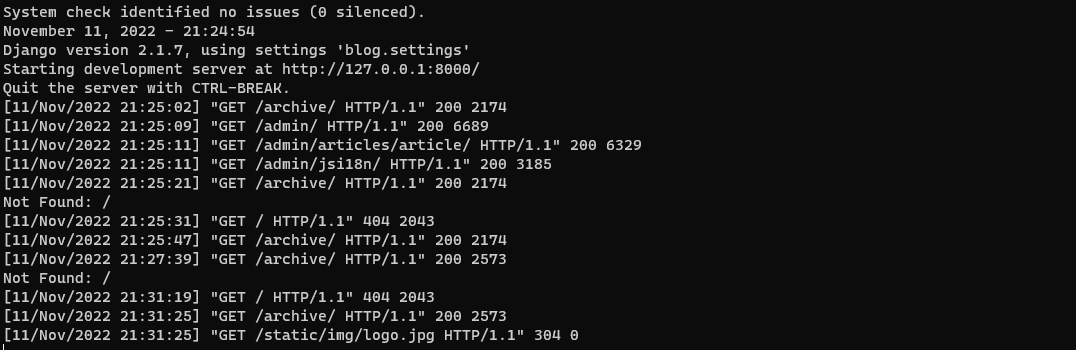 System check identified no issues (0 silenced).
November 11, 2022 - 21:24:54
Django version 2.1.7, using settings 'blog.settings'
Starting development server at http://127.0.0.1:8000/
Quit the server with CTRL-BREAK.
[11/Nov/2022 21:25:02] "GET /archive/ HTTP/1.1" 200 2174
[11/Nov/2022 21:25:09] "GET /admin/ HTTP/1.1" 200 6689
[11/Nov/2022 21:25:11] "GET /admin/articles/article/ HTTP/1.1" 200 6329
[11/Nov/2022 21:25:11] "GET /admin/jsi18n/ HTTP/1.1" 200 3185
[11/Nov/2022 21:25:21] "GET /archive/ HTTP/1.1" 200 2174
Not Found: /
[11/Nov/2022 21:25:31] "GET / HTTP/1.1" 404 2043
[11/Nov/2022 21:25:47] "GET /archive/ HTTP/1.1" 200 2174
[11/Nov/2022 21:27:39] "GET /archive/ HTTP/1.1" 200 2573
Not Found: /
[11/Nov/2022 21:31:19] "GET / HTTP/1.1" 404 2043
[11/Nov/2022 21:31:25] "GET /archive/ HTTP/1.1" 200 2573
[11/Nov/2022 21:31:25] "GET /static/img/logo.jpg HTTP/1.1" 304 0